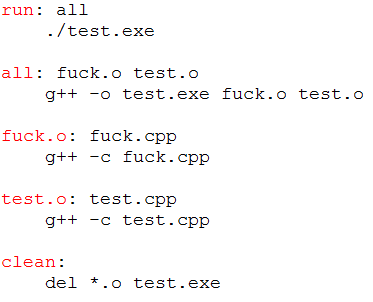 run: all
./test.exe
all: fuck.o test.o
g++ -o test.exe fuck.o test.o
fuck.o: fuck.cpp
g++ -c fuck.cpp
test.o: test.cpp
g++ -c test.cpp
clean:
del *.o test.exe